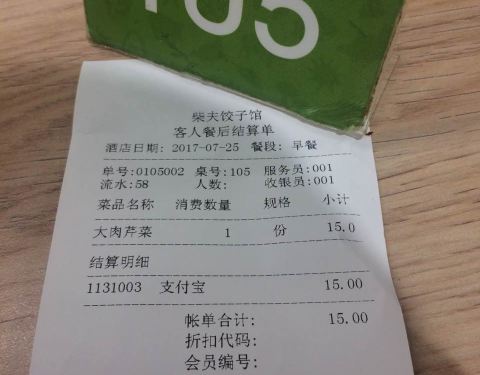 105
柴夫饺子馆
客人餐后结算单
酒店日期: 2017-07-25 餐段: 早餐
单号:0105002 桌号:105 服务员:001
流水:58 人数: 收银员:001
菜品名称 消费数量 规格 小计
大肉芹菜 1 份 15.0
结算明细
1131003 支付宝 15.00
帐单合计: 15.00
折扣代码:
会员编号: